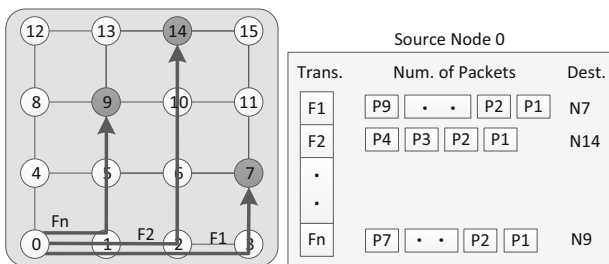 12 13 14 15
8 9 10 11
4 5 6 7
Fn F2 F1
0 1 2 3
Source Node 0
Trans. Num. of Packets Dest.
F1 P9 · · P2 P1 N7
F2 P4 P3 P2 P1 N14
·
·
Fn P7 · · P2 P1 N9